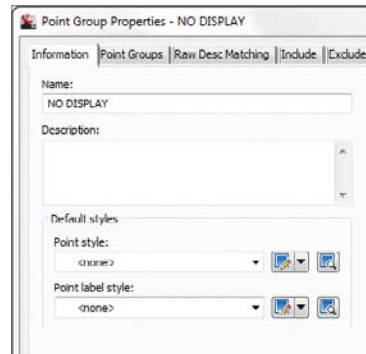 Point Group Properties - NO DISPLAY
Information Point Groups Raw Desc Matching Include Exclude
Name:
NO DISPLAY
Description:
Default styles
Point style:
<none>
Point label style:
<none>